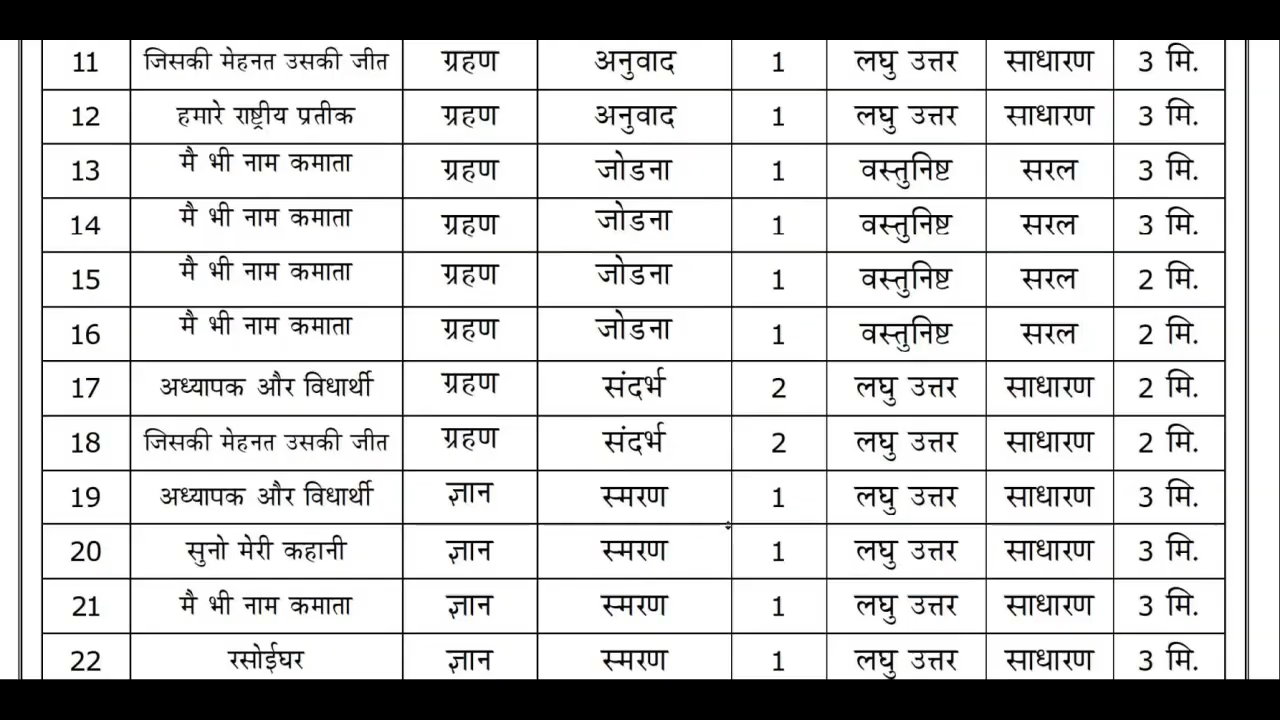 11 जिसकी मेहनत उसकी जीत ग्रहण अनुवाद 1 लघु उत्तर साधारण 3 मि.
12 हमारे राष्ट्रीय प्रतीक ग्रहण अनुवाद 1 लघु उत्तर साधारण 3 मि.
13 मै भी नाम कमाता ग्रहण जोडना 1 वस्तुनिष्ट सरल 3 मि.
14 मै भी नाम कमाता ग्रहण जोडना 1 वस्तुनिष्ट सरल 3 मि.
15 मै भी नाम कमाता ग्रहण जोडना 1 वस्तुनिष्ट सरल 2 मि.
16 मै भी नाम कमाता ग्रहण जोडना 1 वस्तुनिष्ट सरल 2 मि.
17 अध्यापक और विधार्थी ग्रहण संदर्भ 2 लघु उत्तर साधारण 2 मि.
18 जिसकी मेहनत उसकी जीत ग्रहण संदर्भ 2 लघु उत्तर साधारण 2 मि.
19 अध्यापक और विधार्थी ज्ञान स्मरण 1 लघु उत्तर साधारण 3 मि.
20 सुनो मेरी कहानी ज्ञान स्मरण 1 लघु उत्तर साधारण 3 मि.
21 मै भी नाम कमाता ज्ञान स्मरण 1 लघु उत्तर साधारण 3 मि.
22 रसोईघर ज्ञान स्मरण 1 लघु उत्तर साधारण 3 मि.